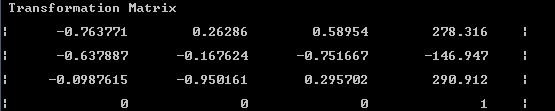 Transformation Matrix
¦ -0.763771 0.26286 0.58954 278.316 ¦
¦ -0.637887 -0.167624 -0.751667 -146.947 ¦
¦ -0.0987615 -0.950161 0.295702 290.912 ¦
¦ 0 0 0 1 ¦